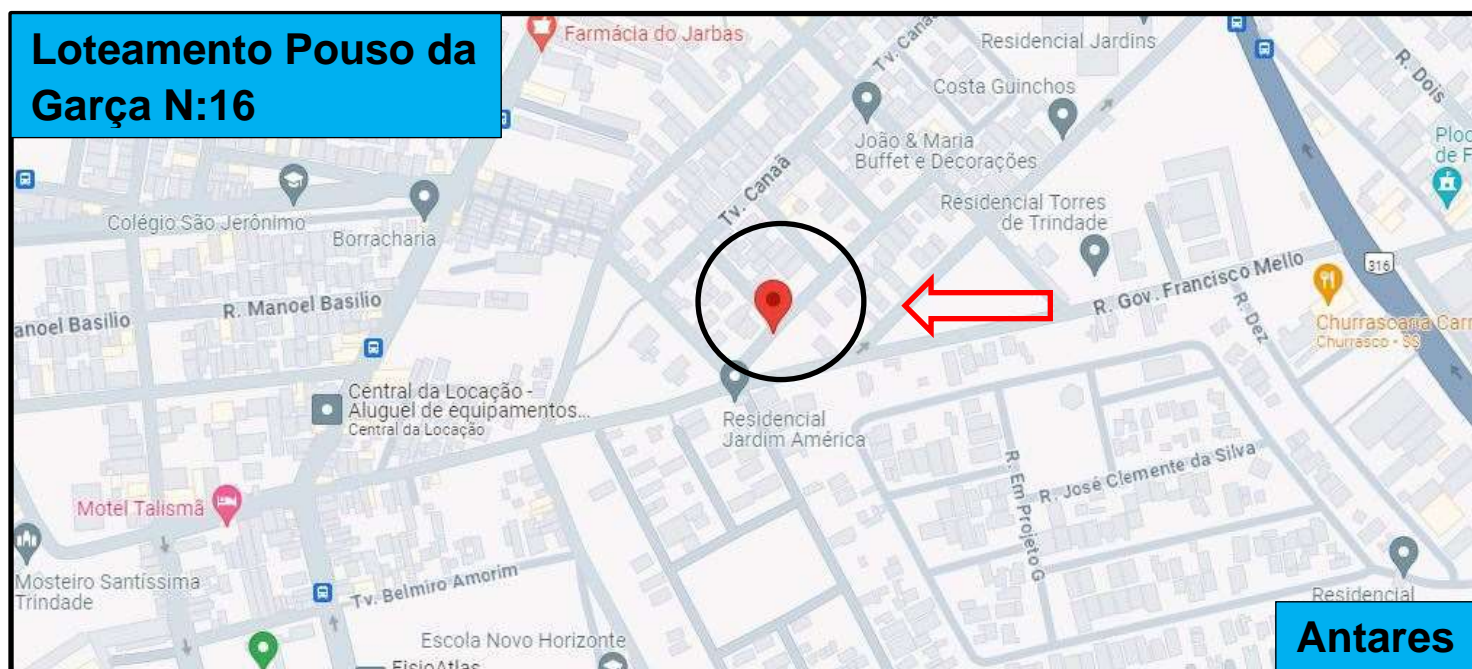 Loteamento Pouso da
Garça N:16
Farmácia do Jarbas
Tv. Canaã
Residencial Jardins
R. Dois
Costa Guinchos
João & Maria
Buffet e Decorações
Colégio São Jerônimo
Borracharia
Tv. Canaã
Residencial Torres
de Trindade
R. Manoel Basilio
anoel Basilio
R. Gov. Francisco Mello
316
R. Dez
Churrasco - $$
Central da Locação -
Aluguel de equipamentos...
Central da Locação
Residencial
Jardim América
R. Em Projeto G
R. José Clemente da Silva
Motel Talismã
Mosteiro Santíssima
Trindade
Tv. Belmiro Amorim
Escola Novo Horizonte
FisioAtlas
Residencial
Antares